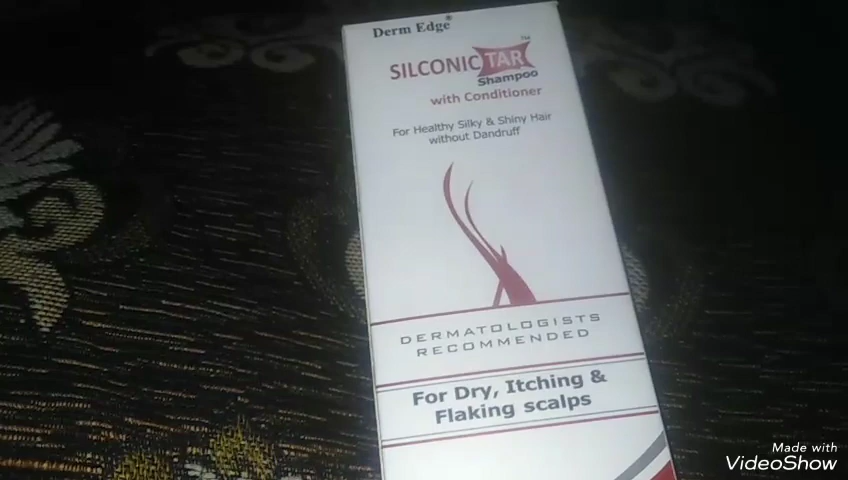 Derm Edge®
SILCONIC TAR™
Shampoo
with Conditioner
For Healthy Silky & Shiny Hair
without Dandruff
DERMATOLOGISTS
RECOMMENDED
For Dry, Itching &
Flaking scalps
Made with
VideoShow